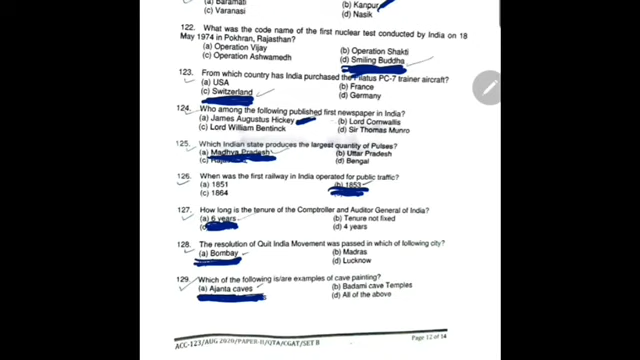 (a) Baramati (b) Kanpur
(c) Varanasi (d) Nasik
122. What was the code name of the first nuclear test conducted by India on 18
May 1974 in Pokhran, Rajasthan?
(a) Operation Vijay (b) Operation Shakti
(c) Operation Ashwamedh (d) Smiling Buddha
123. From which country has India purchased the Pilatus PC-7 trainer aircraft?
(a) USA (b) France
(c) Switzerland (d) Germany
124. Who among the following published first newspaper in India?
(a) James Augustus Hickey (b) Lord Cornwallis
(c) Lord William Bentinck (d) Sir Thomas Munro
125. Which Indian state produces the largest quantity of Pulses?
(a) Madhya Pradesh (b) Uttar Pradesh
(c) (d) Bengal
126. When was the first railway in India operated for public traffic?
(a) 1851 (b) 1853
(c) 1864
127. How long is the tenure of the Comptroller and Auditor General of India?
(a) 6 years (b) Tenure not fixed
(d) 4 years
128. The resolution of Quit India Movement was passed in which of following city?
(a) Bombay (b) Madras
(d) Lucknow
129. Which of the following is/are examples of cave painting?
(a) Ajanta caves (b) Badami cave Temples
(d) All of the above
ACC-123/AUG 2020/PAPER-II/QTA/CGAT/SET B Page 12 of 14